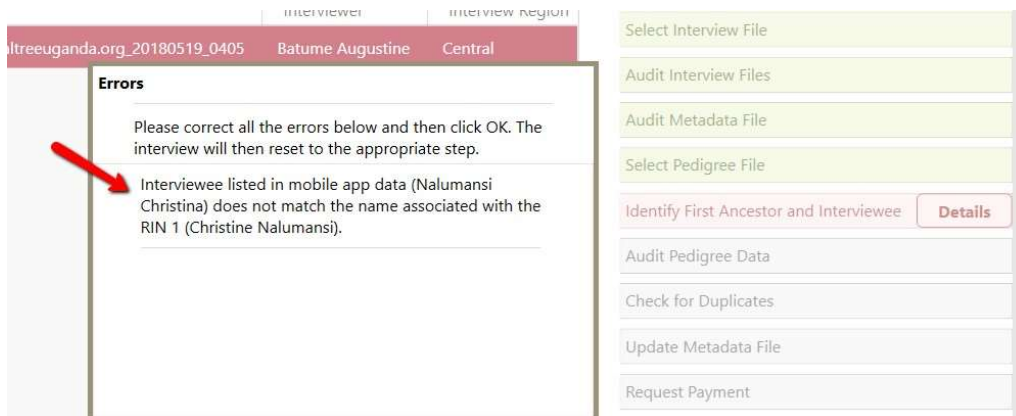 Interviewer Interview Region
altreeuganda.org_20180519_0405 Batume Augustine Central
Errors
Please correct all the errors below and then click OK. The
interview will then reset to the appropriate step.
Interviewee listed in mobile app data (Nalumansi
Christina) does not match the name associated with the
RIN 1 (Christine Nalumansi).
Select Interview File
Audit Interview Files
Audit Metadata File
Select Pedigree File
Identify First Ancestor and Interviewee Details
Audit Pedigree Data
Check for Duplicates
Update Metadata File
Request Payment